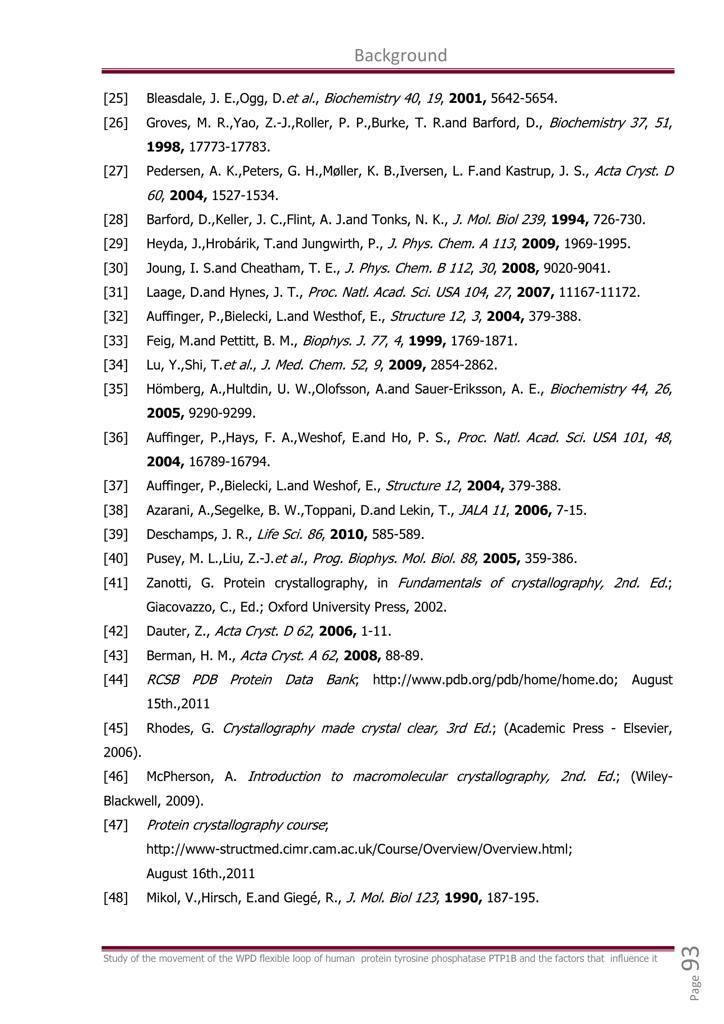 Background
[25] Bleasdale, J. E.,Ogg, D.et al., Biochemistry 40, 19, 2001, 5642-5654.
[26] Groves, M. R.,Yao, Z.-J.,Roller, P. P.,Burke, T. R.and Barford, D., Biochemistry 37, 51,
1998, 17773-17783.
[27] Pedersen, A. K.,Peters, G. H.,Møller, K. B.,Iversen, L. F.and Kastrup, J. S., Acta Cryst. D
60, 2004, 1527-1534.
[28] Barford, D.,Keller, J. C.,Flint, A. J.and Tonks, N. K., J. Mol. Biol 239, 1994, 726-730.
[29] Heyda, J.,Hrobárik, T.and Jungwirth, P., J. Phys. Chem. A 113, 2009, 1969-1995.
[30] Joung, I. S.and Cheatham, T. E., J. Phys. Chem. B 112, 30, 2008, 9020-9041.
[31] Laage, D.and Hynes, J. T., Proc. Natl. Acad. Sci. USA 104, 27, 2007, 11167-11172.
[32] Auffinger, P.,Bielecki, L.and Westhof, E., Structure 12, 3, 2004, 379-388.
[33] Feig, M.and Pettitt, B. M., Biophys. J. 77, 4, 1999, 1769-1871.
[34] Lu, Y.,Shi, T.et al., J. Med. Chem. 52, 9, 2009, 2854-2862.
[35] Hömberg, A.,Hultdin, U. W.,Olofsson, A.and Sauer-Eriksson, A. E., Biochemistry 44, 26,
2005, 9290-9299.
[36] Auffinger, P.,Hays, F. A.,Weshof, E.and Ho, P. S., Proc. Natl. Acad. Sci. USA 101, 48,
2004, 16789-16794.
[37] Auffinger, P.,Bielecki, L.and Weshof, E., Structure 12, 2004, 379-388.
[38] Azarani, A.,Segelke, B. W.,Toppani, D.and Lekin, T., JALA 11, 2006, 7-15.
[39] Deschamps, J. R., Life Sci. 86, 2010, 585-589.
[40] Pusey, M. L.,Liu, Z.-J.et al., Prog. Biophys. Mol. Biol. 88, 2005, 359-386.
[41] Zanotti, G. Protein crystallography, in Fundamentals of crystallography, 2nd. Ed.;
Giacovazzo, C., Ed.; Oxford University Press, 2002.
[42] Dauter, Z., Acta Cryst. D 62, 2006, 1-11.
[43] Berman, H. M., Acta Cryst. A 62, 2008, 88-89.
[44] RCSB PDB Protein Data Bank; http://www.pdb.org/pdb/home/home.do; August
15th.,2011
[45] Rhodes, G. Crystallography made crystal clear, 3rd Ed.; (Academic Press - Elsevier,
2006).
[46] McPherson, A. Introduction to macromolecular crystallography, 2nd. Ed.; (Wiley-
Blackwell, 2009).
[47] Protein crystallography course;
http://www-structmed.cimr.cam.ac.uk/Course/Overview/Overview.html;
August 16th.,2011
[48] Mikol, V.,Hirsch, E.and Giegé, R., J. Mol. Biol 123, 1990, 187-195.
Study of the movement of the WPD flexible loop of human protein tyrosine phosphatase PTP1B and the factors that influence it
Page 93